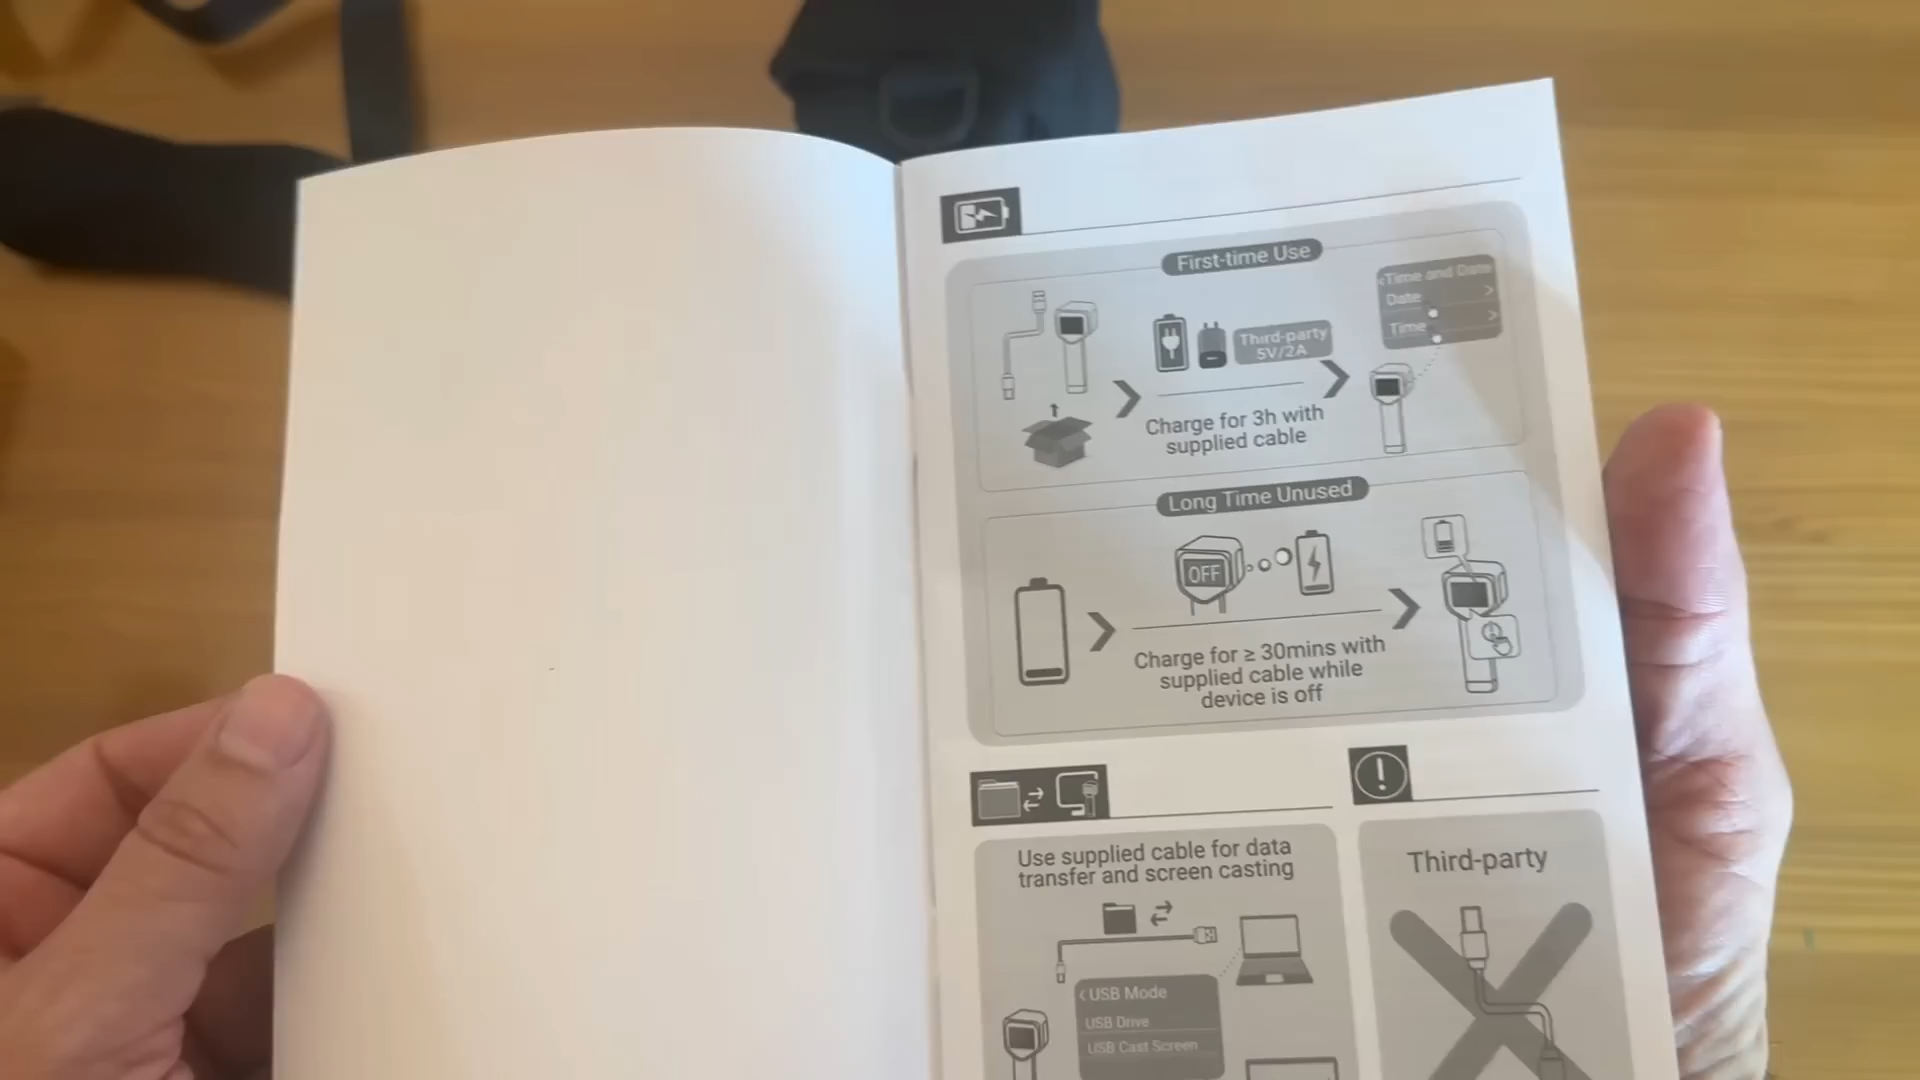 First-time Use
Time and Date
Date
Time
Third-party
5V/2A
Charge for 3h with
supplied cable
Long Time Unused
OFF
Charge for ≥ 30mins with
supplied cable while
device is off
Use supplied cable for data
transfer and screen casting
USB Mode
USB Drive
USB Cast Screen
Third-party